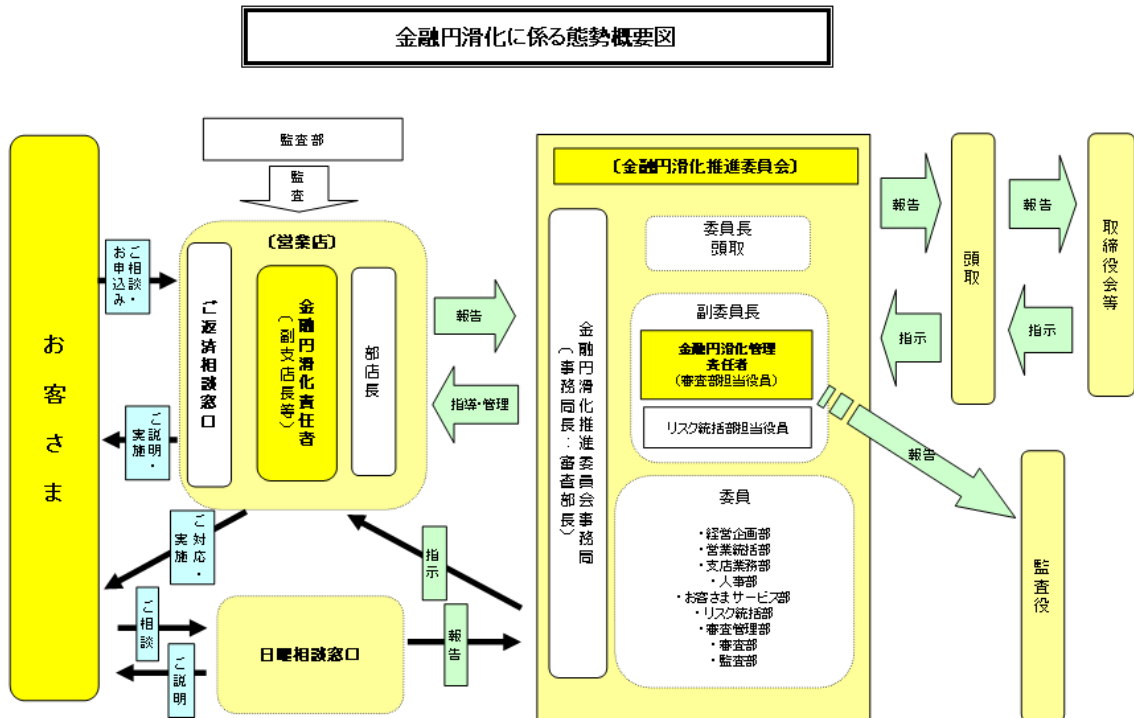 金融円滑化に係る態勢概要図
監査部
監査
お客さま
ご相談・
お申込み
ご説明・
実施
ご対応・
実施
ご相談
ご説明
〔営業店〕
ご返済相談窓口
金融円滑化責任者
（副支店長等）
部店長
日曜相談窓口
報告
指導・管理
指示
報告
〔金融円滑化推進委員会〕
金融円滑化推進委員会事務局
（事務局長：審査部長）
委員長
頭取
副委員長
金融円滑化管理
責任者
（審査部担当役員）
リスク統括部担当役員
委員
・経営企画部
・営業統括部
・支店業務部
・人事部
・お客さまサービス部
・リスク統括部
・審査管理部
・審査部
・監査部
報告
指示
頭取
報告
指示
取締役会等
報告
監査役